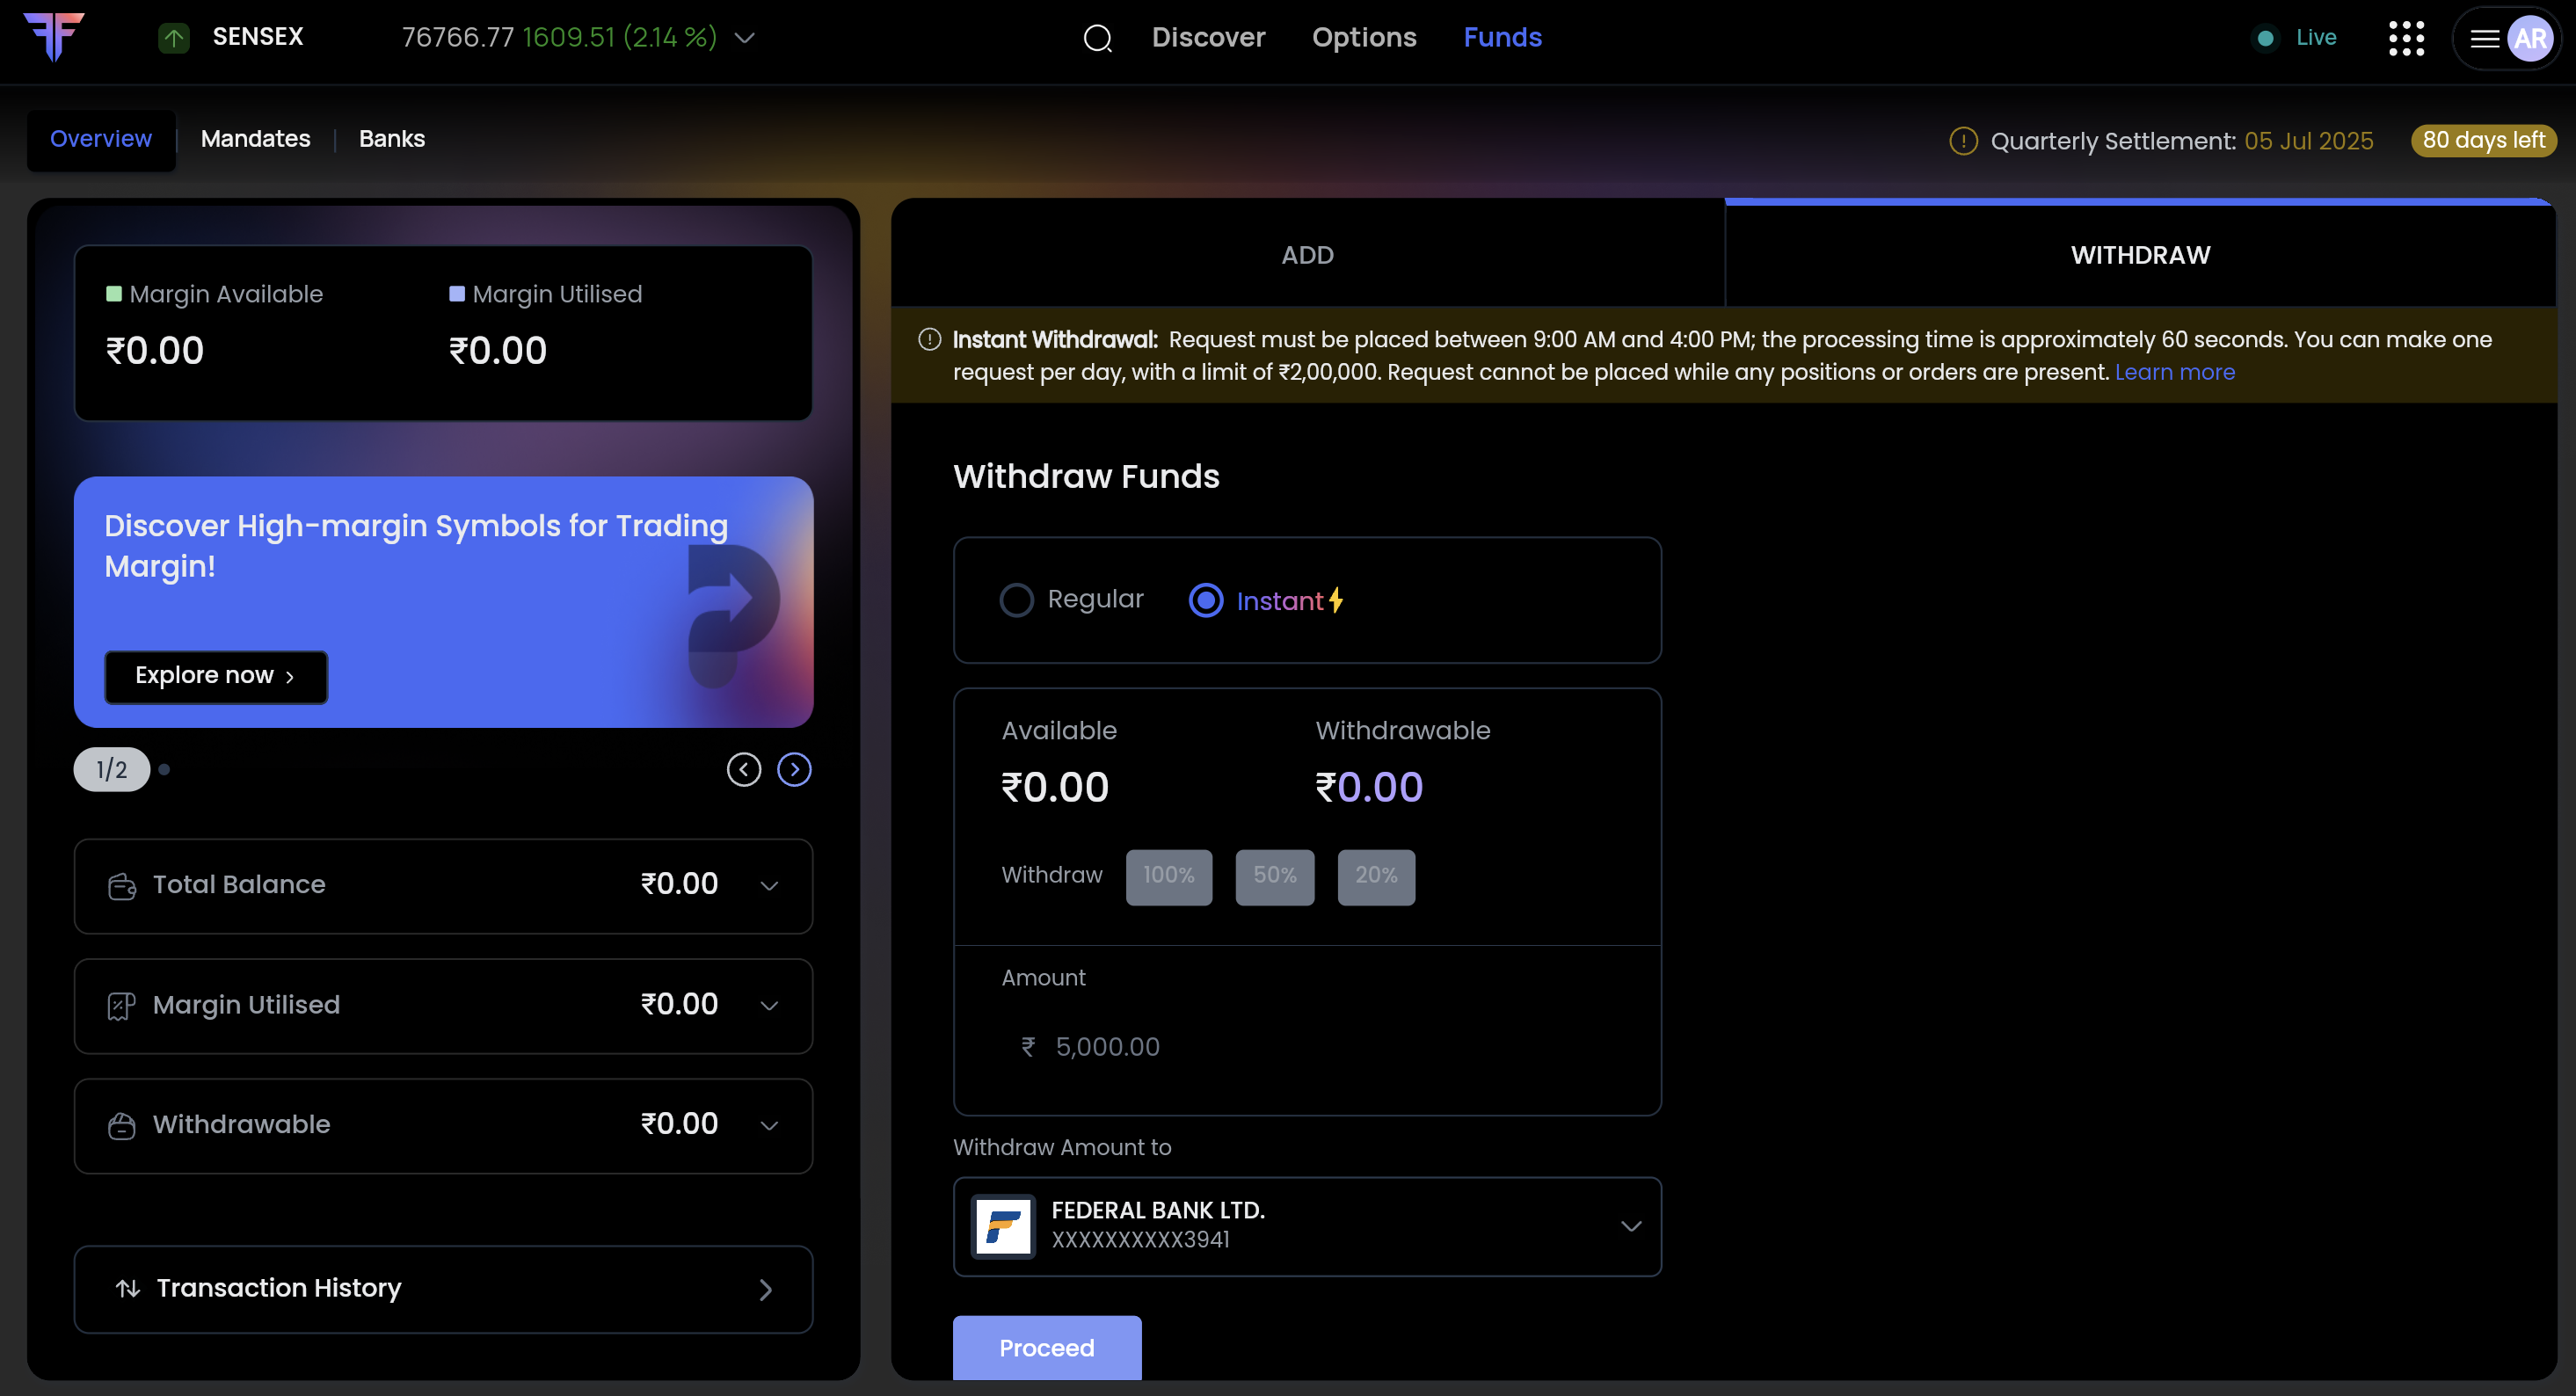 SENSEX 76766.77 1609.51 (2.14 %)
Discover Options Funds
Live
AR
Overview | Mandates | Banks
Quarterly Settlement: 05 Jul 2025 80 days left
Margin Available Margin Utilised
₹0.00 ₹0.00
Discover High-margin Symbols for Trading
Margin!
Explore now
1/2
Total Balance ₹0.00
Margin Utilised ₹0.00
Withdrawable ₹0.00
Transaction History
ADD WITHDRAW
Instant Withdrawal: Request must be placed between 9:00 AM and 4:00 PM; the processing time is approximately 60 seconds. You can make one
request per day, with a limit of ₹2,00,000. Request cannot be placed while any positions or orders are present. Learn more
Withdraw Funds
Regular Instant
Available Withdrawable
₹0.00 ₹0.00
Withdraw 100% 50% 20%
Amount
₹ 5,000.00
Withdraw Amount to
FEDERAL BANK LTD.
XXXXXXXXXX3941
Proceed